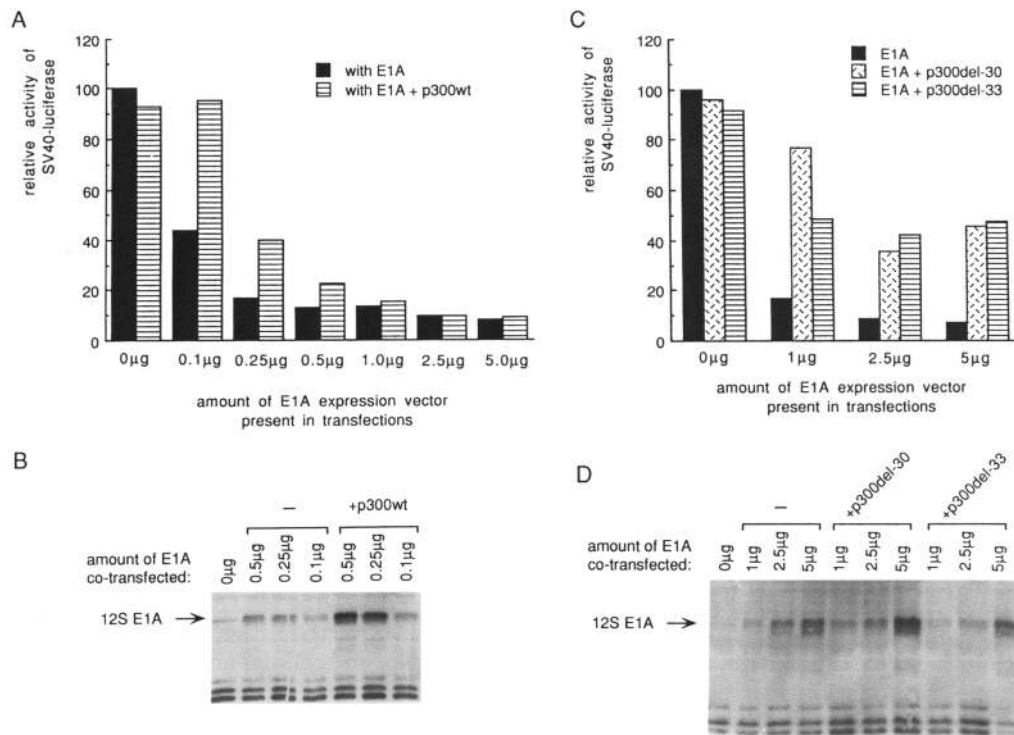 A
relative activity of
SV40-luciferase
120
100
80
60
40
20
0
with E1A
with E1A + p300wt
0µg 0.1µg 0.25µg 0.5µg 1.0µg 2.5µg 5.0µg
amount of E1A expression vector
present in transfections
C
relative activity of
SV40-luciferase
120
100
80
60
40
20
0
E1A
E1A + p300del-30
E1A + p300del-33
0µg 1µg 2.5µg 5µg
amount of E1A expression vector
present in transfections
B
– +p300wt
amount of E1A
co-transfected:
0µg 0.5µg 0.25µg 0.1µg 0.5µg 0.25µg 0.1µg
12S E1A
D
– +p300del-30 +p300del-33
amount of E1A
co-transfected:
0µg 1µg 2.5µg 5µg 1µg 2.5µg 5µg 1µg 2.5µg 5µg
12S E1A